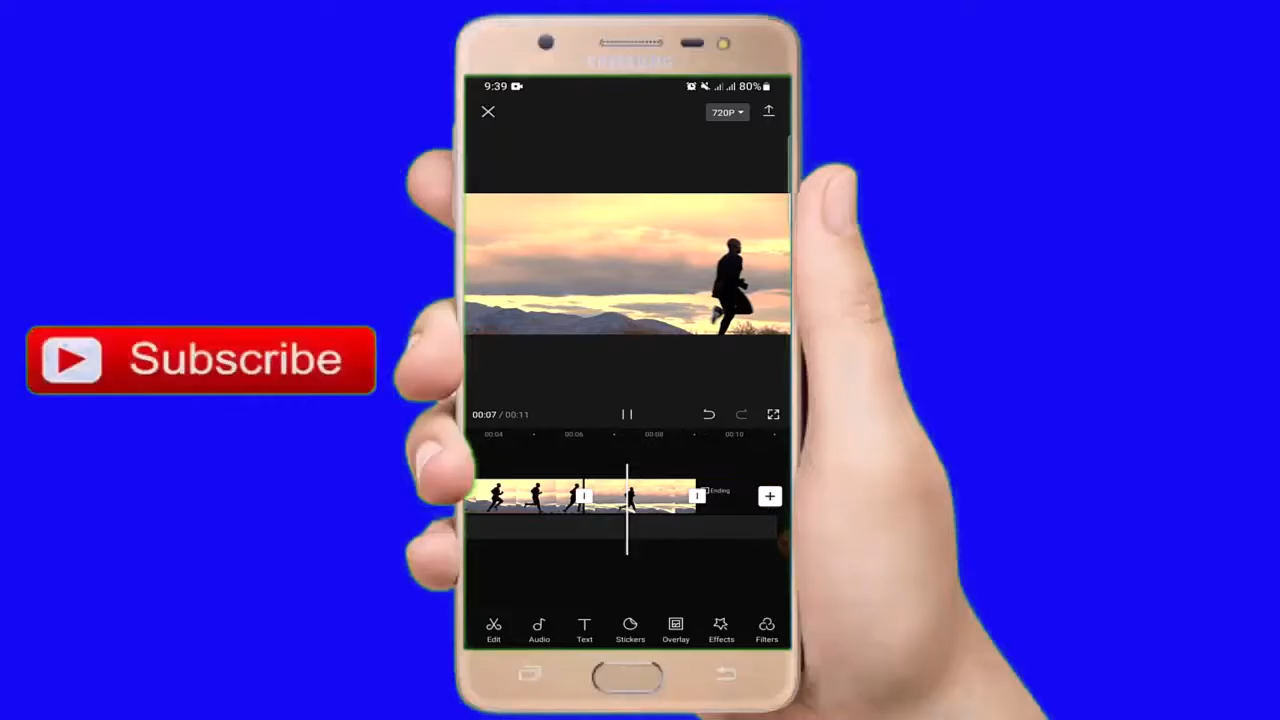 SAMSUNG
9:39
80%
720P
Subscribe
00:07 / 00:11
00:04
00:06
00:08
00:10
Ending
Edit
Audio
Text
Stickers
Overlay
Effects
Filters